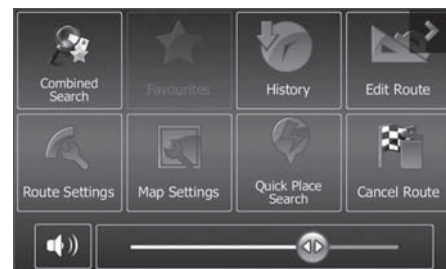 Combined
Search
Favourites
History
Edit Route
Route Settings
Map Settings
Quick Place
Search
Cancel Route